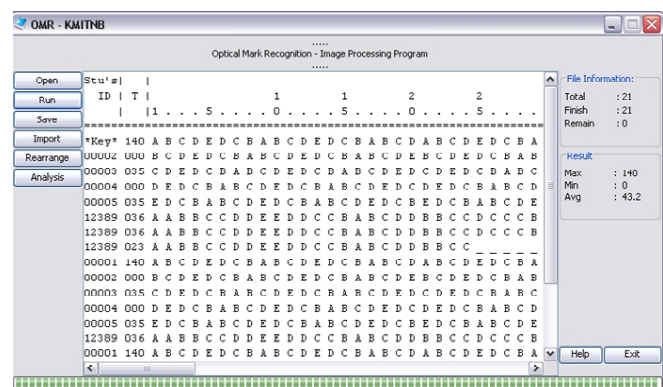 OMR - KMITNB
.....
Optical Mark Recognition - Image Processing Program
.....
Open
Run
Save
Import
Rearrange
Analysis
Stu's| |
ID | T | 1 1 2 2
| |1 . . . 5 . . . . 0 . . . . 5 . . . . 0 . . . . 5 . . . .
*Key* 140 A B C D E D C B A B C D E D C B A B C D A B C D E D C B A
00002 000 B C D E D C B A B C D E D C B A B C D E B C D E D C B A B
00003 035 C D E D C B A D C D E D C B A D C D E D C D E D C B A D C
00004 000 D E D C B A B C D E D C B A B C D E D C D E D C B A B C D
00005 035 E D C B A B C D E D C B A B C D E D C B E D C B A B C D E
12389 036 A A B B C C D D E E D D C C B A B C D D B B C C D C C C B
12389 036 A A B B C C D D E E D D C C B A B C D D B B C C D C C C B
12389 023 A A B B C C D D E E D D C C B A B C D D B B C C _ _ _ _ _
00001 140 A B C D E D C B A B C D E D C B A B C D A B C D E D C B A
00002 000 B C D E D C B A B C D E D C B A B C D E B C D E D C B A B
00003 035 C D E D C B A B C D E D C B A B C D E D C D E D C B A B C
00004 000 D E D C B A B C D E D C B A B C D E D C D E D C B A B C D
00005 035 E D C B A B C D E D C B A B C D E D C B E D C B A B C D E
12389 036 A A B B C C D D E E D D C C B A B C D D B B C C D C C C B
00001 140 A B C D E D C B A B C D E D C B A B C D A B C D E D C B A
File Information:
Total : 21
Finish : 21
Remain : 0
Result
Max : 140
Min : 0
Avg : 43.2
Help
Exit